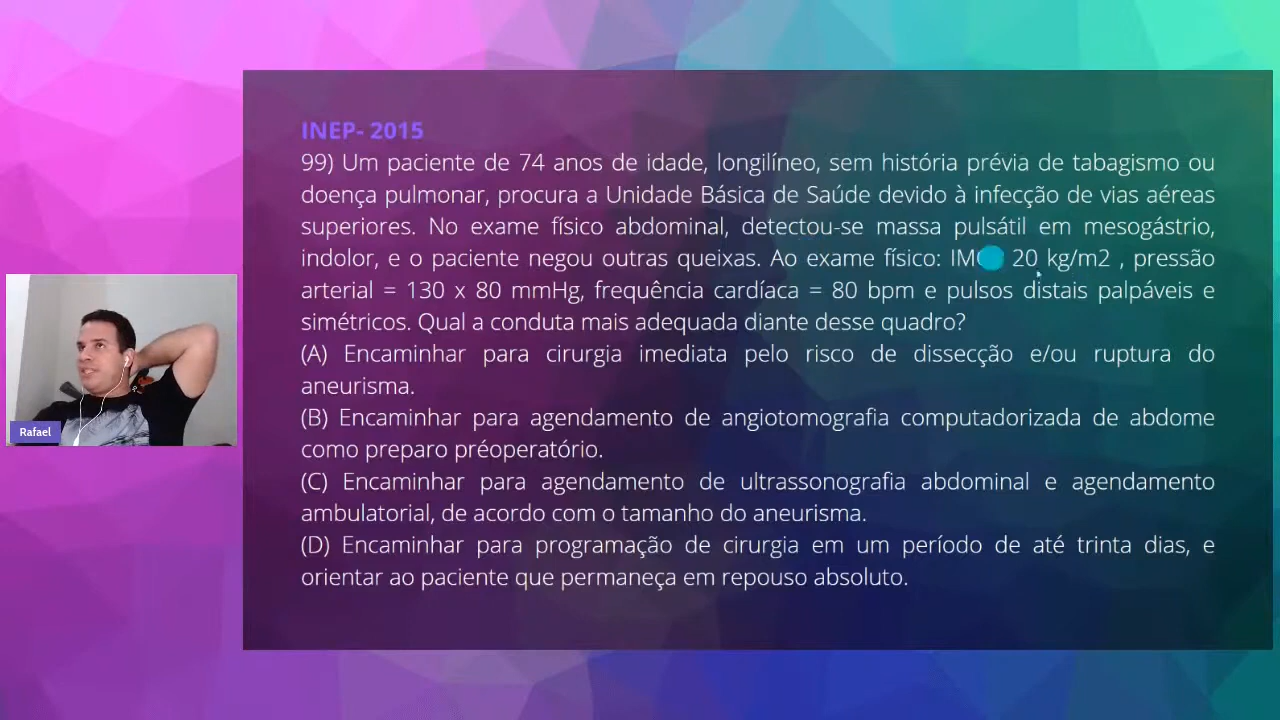 INEP- 2015
99) Um paciente de 74 anos de idade, longilíneo, sem história prévia de tabagismo ou
doença pulmonar, procura a Unidade Básica de Saúde devido à infecção de vias aéreas
superiores. No exame físico abdominal, detectou-se massa pulsátil em mesogástrio,
indolor, e o paciente negou outras queixas. Ao exame físico: 20 kg/m2 , pressão
arterial = 130 x 80 mmHg, frequência cardíaca = 80 bpm e pulsos distais palpáveis e
simétricos. Qual a conduta mais adequada diante desse quadro?
(A) Encaminhar para cirurgia imediata pelo risco de dissecção e/ou ruptura do
aneurisma.
(B) Encaminhar para agendamento de angiotomografia computadorizada de abdome
como preparo préoperatório.
(C) Encaminhar para agendamento de ultrassonografia abdominal e agendamento
ambulatorial, de acordo com o tamanho do aneurisma.
(D) Encaminhar para programação de cirurgia em um período de até trinta dias, e
orientar ao paciente que permaneça em repouso absoluto.
Rafael